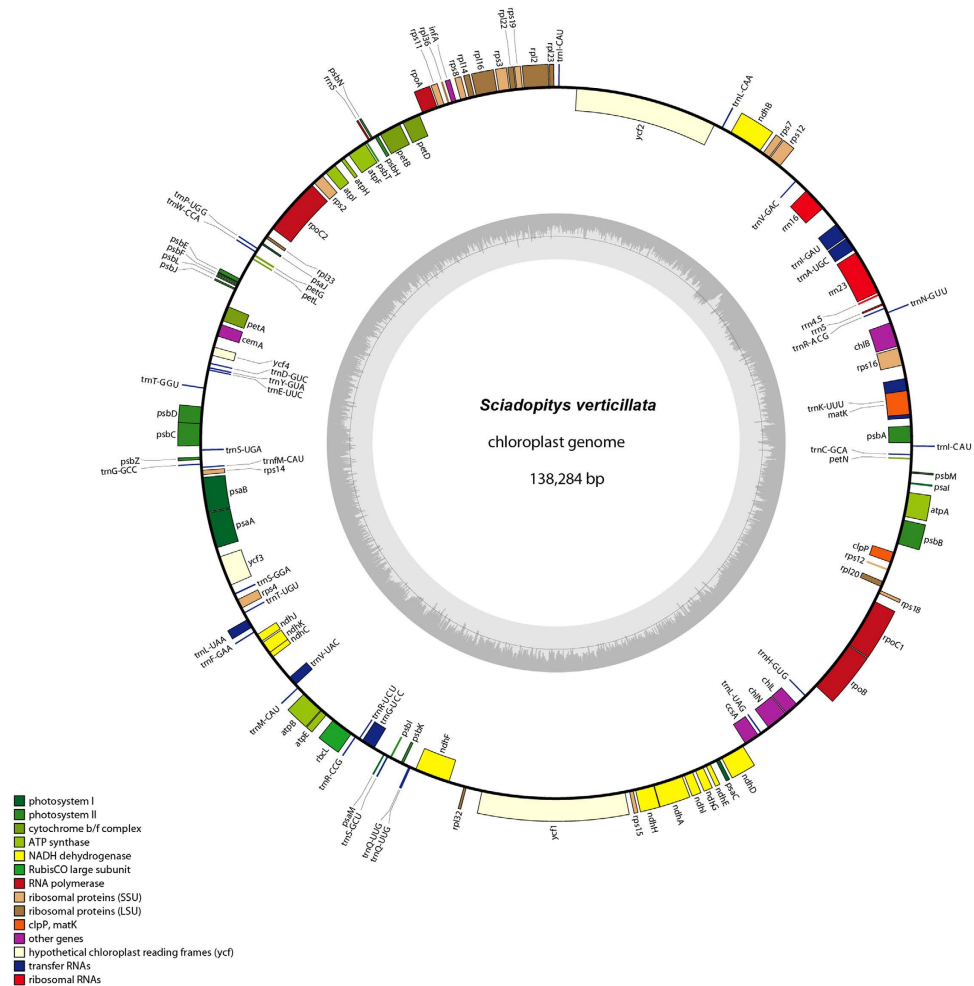 Sciadopitys verticillata
chloroplast genome
138,284 bp
trnI-CAU
ycf2
trnL-CAA
ndhB
rps7
rps12
trnV-GAC
rrn16
trnI-GAU
trnA-UGC
rrn23
rrn4.5
rrn5
trnR-ACG
trnN-GUU
chlB
rps16
trnK-UUU
matK
psbA
trnI-CAU
trnC-GCA
petN
psbM
psaI
atpA
psbB
clpP
rps12
rpl20
rps18
rpoC1
rpoB
trnH-GUG
chlL
chlN
trnL-UAG
ccsA
ndhD
psaC
ndhE
ndhG
ndhI
ndhA
ndhH
rps15
ycf1
rpl32
ndhF
psbK
psbI
trnQ-UUG
trnQ-UUG
trnG-UCC
trnR-UCU
trnS-GCU
psaM
trnR-CCG
rbcL
atpE
atpB
trnM-CAU
trnV-UAC
ndhC
ndhK
ndhJ
trnF-GAA
trnL-UAA
trnT-UGU
rps4
trnS-GGA
ycf3
psaA
psaB
rps14
trnfM-CAU
trnG-GCC
psbZ
trnS-UGA
psbC
psbD
trnT-GGU
trnE-UUC
trnY-GUA
trnD-GUC
ycf4
cemA
petA
psbJ
psbL
psbF
psbE
petL
petG
psaJ
rpl33
trnW-CCA
trnP-UGG
rpoC2
rps2
atpI
atpH
atpF
psbT
psbH
petB
petD
rrn5
psbN
rpoA
rps11
rpl36
infA
rps8
rpl14
rpl16
rps3
rpl22
rps19
rpl2
rpl23
photosystem I
photosystem II
cytochrome b/f complex
ATP synthase
NADH dehydrogenase
RubisCO large subunit
RNA polymerase
ribosomal proteins (SSU)
ribosomal proteins (LSU)
clpP, matK
other genes
hypothetical chloroplast reading frames (ycf)
transfer RNAs
ribosomal RNAs